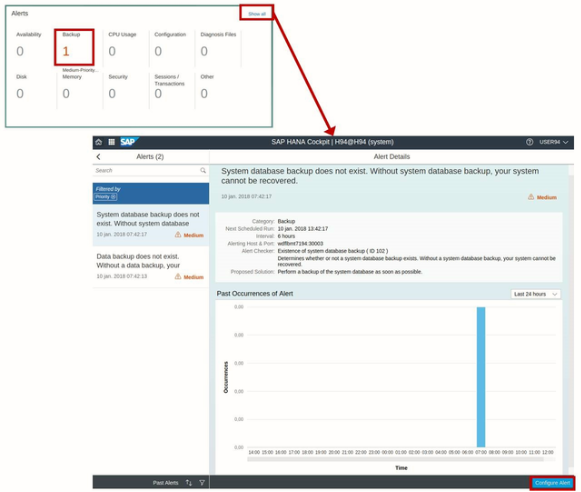 Alerts
Show all
Availability
Backup
CPU Usage
Configuration
Diagnosis Files
0
1
0
0
0
Medium-Priority...
Disk
Memory
Security
Sessions /
Transactions
Other
0
0
0
0
0
SAP
SAP HANA Cockpit | H94@H94 (system)
USER94
Alerts (2)
Alert Details
Search
Filtered by
Priority
System database backup does not
exist. Without system database
10 jan. 2018 07:42:17
Medium
Data backup does not exist.
Without a data backup, your
10 jan. 2018 07:42:13
Medium
System database backup does not exist. Without system database backup, your system
cannot be recovered.
10 jan. 2018 07:42:17
Medium
Category: Backup
Next Scheduled Run: 10 jan. 2018 13:42:17
Interval: 6 hours
Alerting Host & Port: wdflbmt7194:30003
Alert Checker: Existence of system database backup ( ID 102 )
Determines whether or not a system database backup exists. Without a system database backup, your system cannot be
recovered.
Proposed Solution: Perform a backup of the system database as soon as possible.
Past Occurrences of Alert
Last 24 hours
0.00
0.00
0.00
0.00
0.00
0.00
Occurrences
14:00 15:00 16:00 17:00 18:00 19:00 20:00 21:00 22:00 23:00 00:00 01:00 02:00 03:00 04:00 05:00 06:00 07:00 08:00 09:00 10:00 11:00 12:00
Time
Past Alerts
Configure Alert